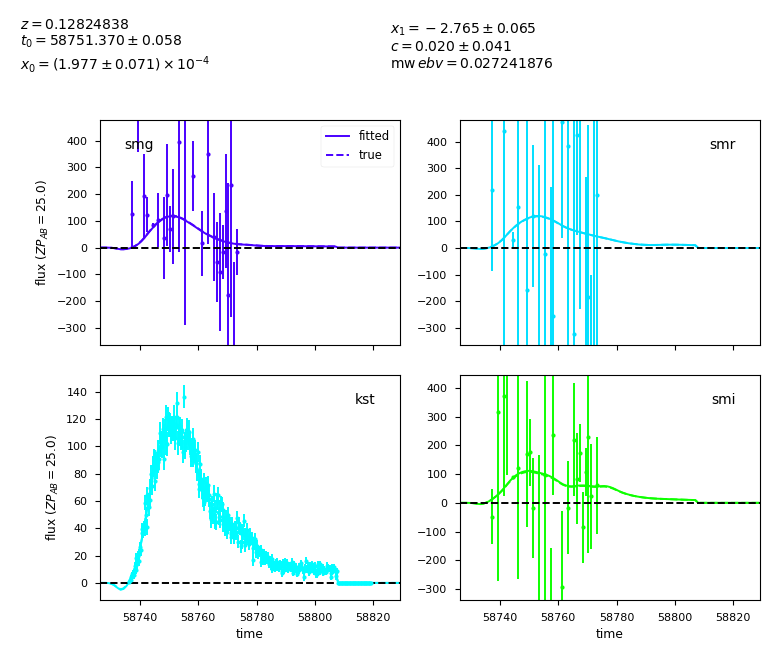 z = 0.12824838
t₀ = 58751.370 ± 0.058
x₀ = (1.977 ± 0.071) × 10⁻⁴
x₁ = −2.765 ± 0.065
c = 0.020 ± 0.041
mw ebv = 0.027241876
smg
fitted
true
400
300
200
100
0
−100
−200
−300
flux (ZP_AB = 25.0)
smr
400
300
200
100
0
−100
−200
−300
kst
140
120
100
80
60
40
20
0
flux (ZP_AB = 25.0)
58740 58760 58780 58800 58820
time
smi
400
300
200
100
0
−100
−200
−300
58740 58760 58780 58800 58820
time